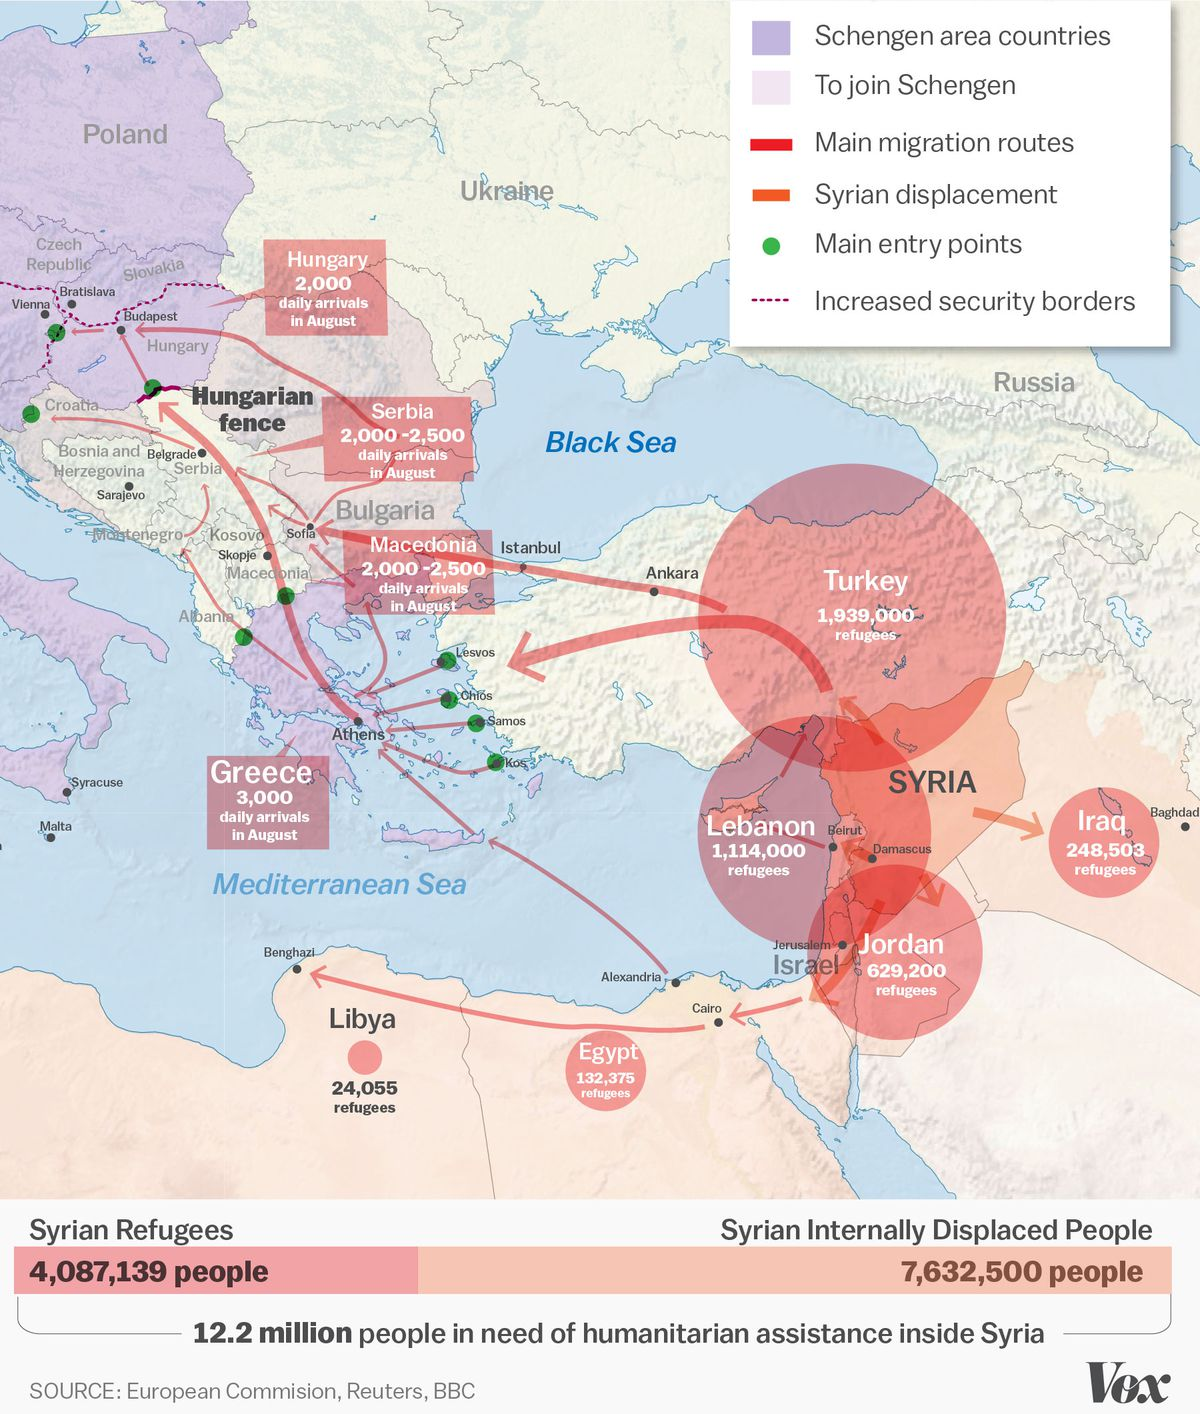 Schengen area countries
To join Schengen
Main migration routes
Syrian displacement
Main entry points
Increased security borders
Poland
Ukraine
Czech
Republic
Slovakia
Hungary
2,000
daily arrivals
in August
Bratislava
Vienna
Budapest
Hungary
Russia
Hungarian
fence
Croatia
Serbia
2,000 -2,500
daily arrivals
in August
Black Sea
Bosnia and
Herzegovina
Belgrade
Serbia
Sarajevo
Bulgaria
Montenegro
Kosovo
Sofia
Macedonia
2,000 -2,500
daily arrivals
in August
Istanbul
Skopje
Macedonia
Ankara
Turkey
1,939,000
refugees
Albania
Lesvos
Chios
Samos
Athens
Kos
Greece
3,000
daily arrivals
in August
Syracuse
Malta
SYRIA
Lebanon
1,114,000
refugees
Beirut
Damascus
Iraq
248,503
refugees
Baghdad
Mediterranean Sea
Jerusalem
Israel
Jordan
629,200
refugees
Benghazi
Alexandria
Cairo
Libya
24,055
refugees
Egypt
132,375
refugees
Syrian Refugees
Syrian Internally Displaced People
4,087,139 people
7,632,500 people
12.2 million people in need of humanitarian assistance inside Syria
SOURCE: European Commision, Reuters, BBC
Vox